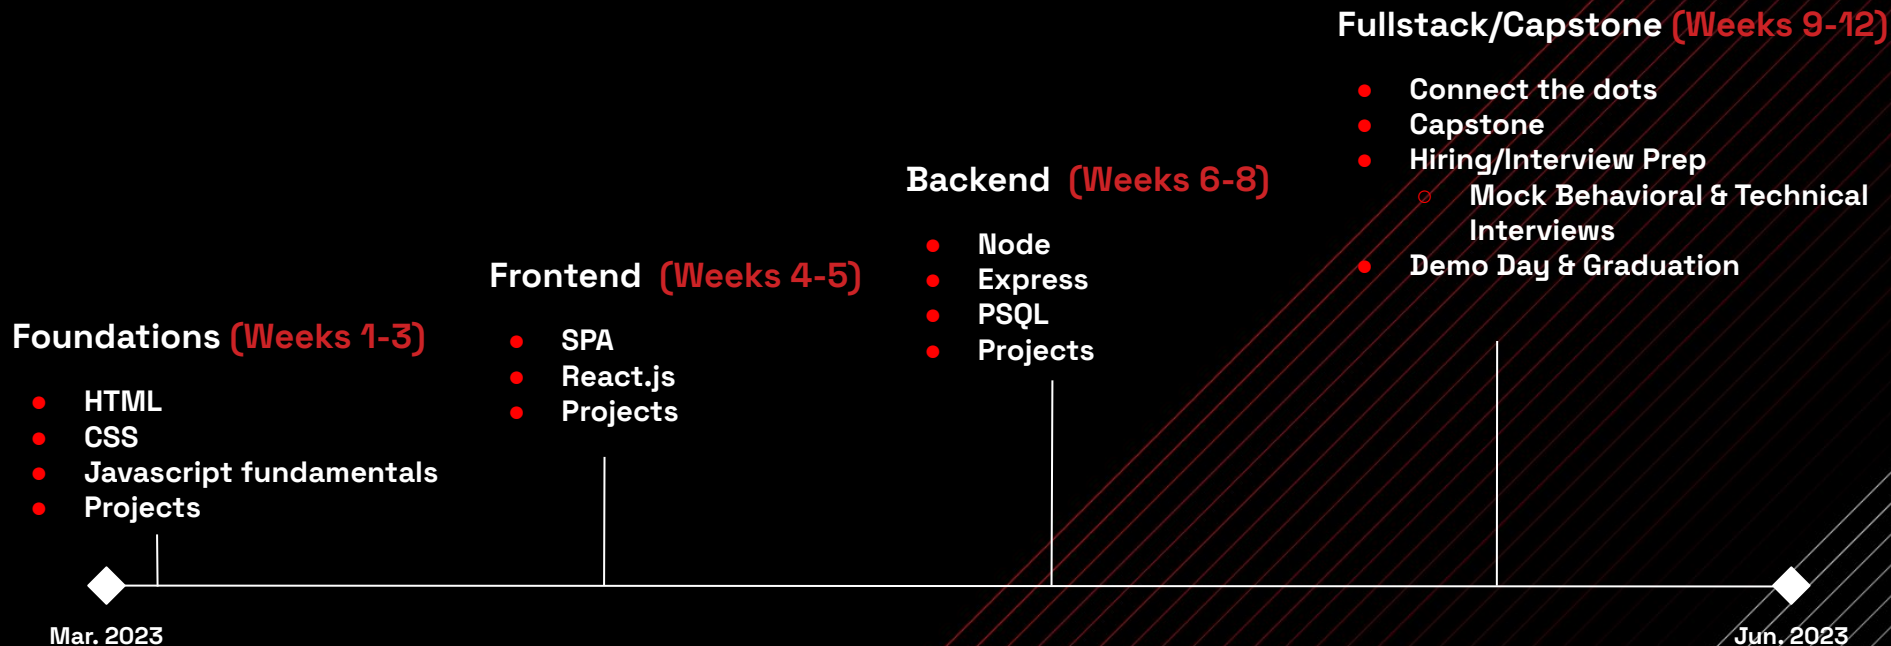 Foundations (Weeks 1-3)
HTML
CSS
Javascript fundamentals
Projects
Frontend (Weeks 4-5)
SPA
React.js
Projects
Backend (Weeks 6-8)
Node
Express
PSQL
Projects
Fullstack/Capstone (Weeks 9-12)
Connect the dots
Capstone
Hiring/Interview Prep
Mock Behavioral & Technical
Interviews
Demo Day & Graduation
Mar. 2023
Jun. 2023